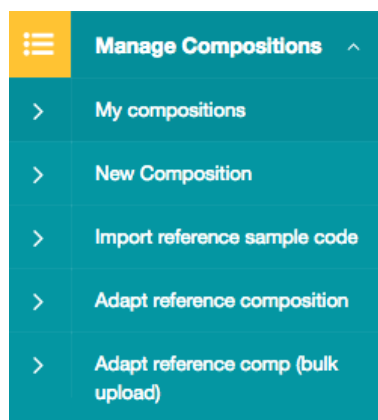 Manage Compositions
My compositions
New Composition
Import reference sample code
Adapt reference composition
Adapt reference comp (bulk
upload)